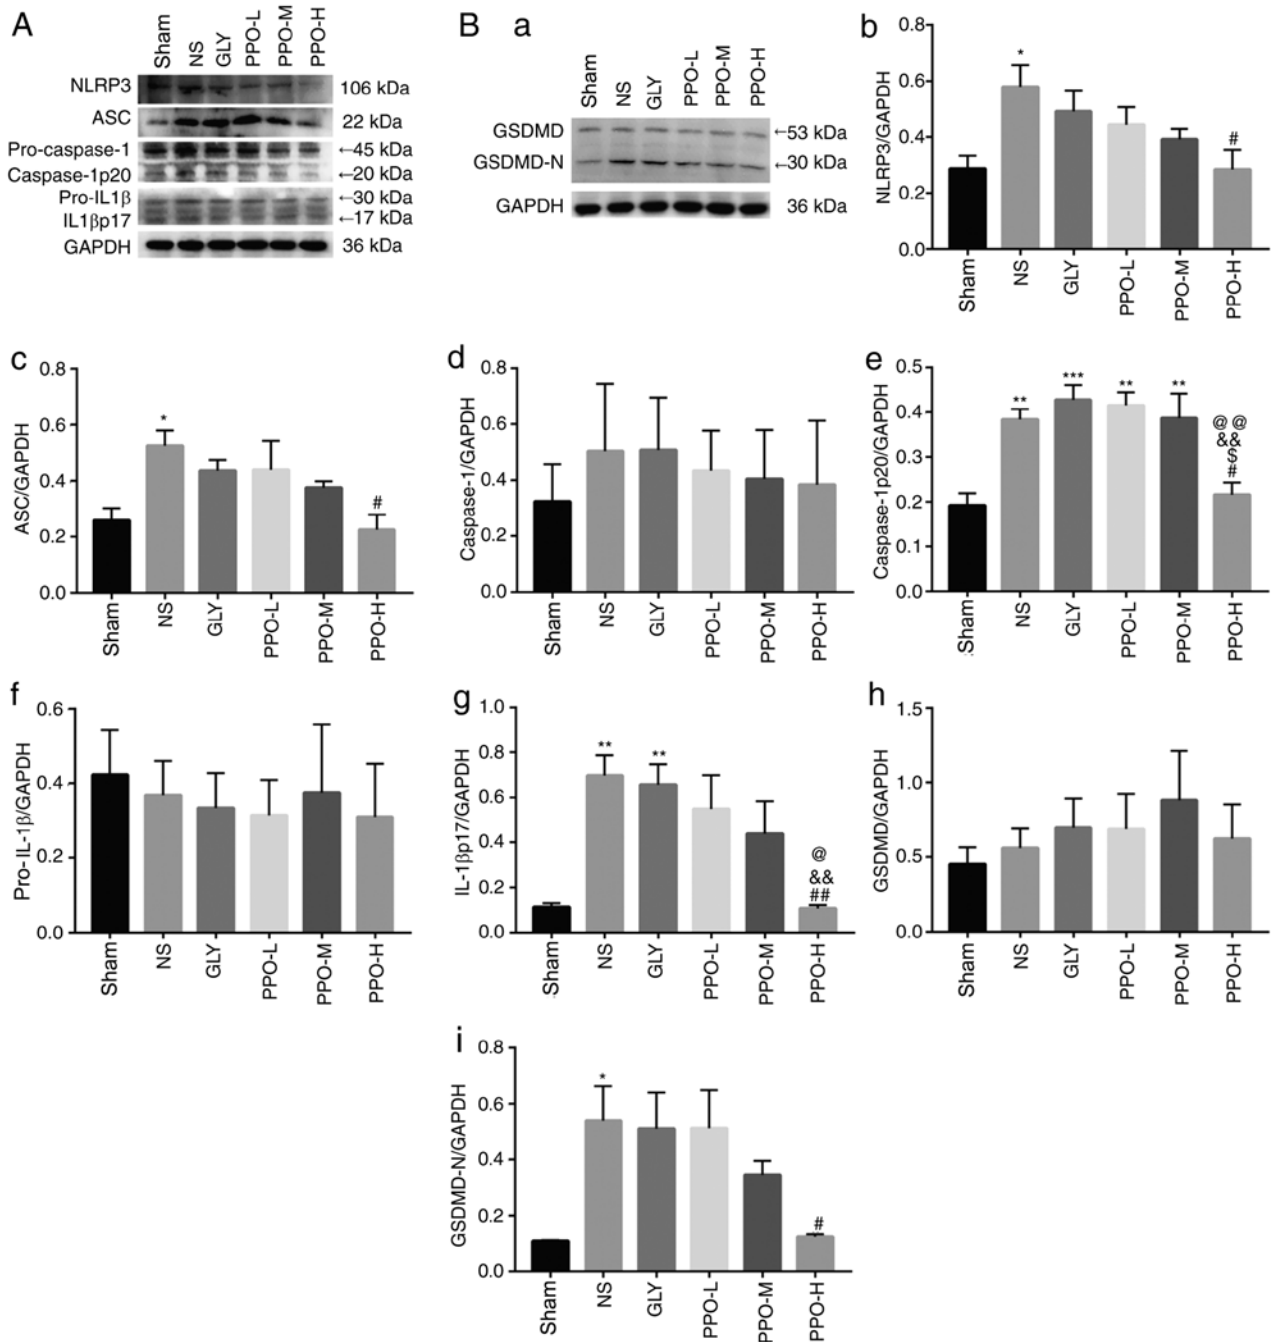 A
Sham
NS
GLY
PPO-L
PPO-M
PPO-H
NLRP3
106 kDa
ASC
22 kDa
Pro-caspase-1
←45 kDa
Caspase-1p20
←20 kDa
Pro-IL1β
←30 kDa
IL1βp17
←17 kDa
GAPDH
36 kDa
B
a
Sham
NS
GLY
PPO-L
PPO-M
PPO-H
GSDMD
←53 kDa
GSDMD-N
←30 kDa
GAPDH
36 kDa
b
NLRP3/GAPDH
0.8
0.6
0.4
0.2
0.0
*
#
Sham
NS
GLY
PPO-L
PPO-M
PPO-H
c
ASC/GAPDH
0.8
0.6
0.4
0.2
0.0
*
#
Sham
NS
GLY
PPO-L
PPO-M
PPO-H
d
Caspase-1/GAPDH
0.8
0.6
0.4
0.2
0.0
Sham
NS
GLY
PPO-L
PPO-M
PPO-H
e
Caspase-1p20/GAPDH
0.5
0.4
0.3
0.2
0.1
0.0
**
***
**
**
@ @
&&
$
#
.Sham
NS
GLY
PPO-L
PPO-M
PPO-H
f
Pro-IL-1β/GAPDH
0.6
0.4
0.2
0.0
Sham
NS
GLY
PPO-L
PPO-M
PPO-H
g
IL-1βp17/GAPDH
1.0
0.8
0.6
0.4
0.2
0.0
**
**
@
&&
##
.Sham
NS
GLY
PPO-L
PPO-M
PPO-H
h
GSDMD/GAPDH
1.5
1.0
0.5
0.0
Sham
NS
GLY
PPO-L
PPO-M
PPO-H
i
GSDMD-N/GAPDH
0.8
0.6
0.4
0.2
0.0
*
#
Sham
NS
GLY
PPO-L
PPO-M
PPO-H